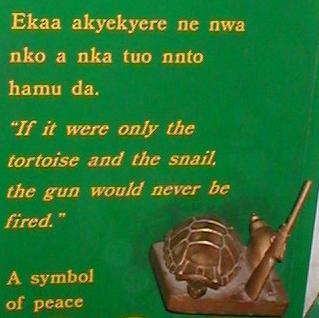 Ekaa akyekyere ne nwa
nko a nka tuo nnto
hamu da.
"If it were only the
tortoise and the snail,
the gun would never be
fired."
A symbol
of peace